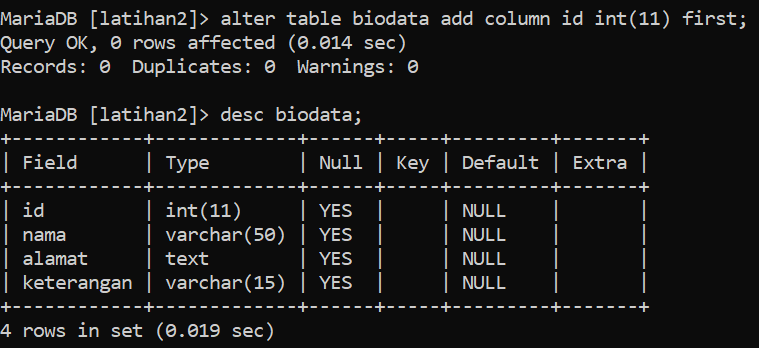 MariaDB [latihan2]> alter table biodata add column id int(11) first;
Query OK, 0 rows affected (0.014 sec)
Records: 0  Duplicates: 0  Warnings: 0

MariaDB [latihan2]> desc biodata;
+------------+-------------+------+-----+---------+-------+
| Field      | Type        | Null | Key | Default | Extra |
+------------+-------------+------+-----+---------+-------+
| id         | int(11)     | YES  |     | NULL    |       |
| nama       | varchar(50) | YES  |     | NULL    |       |
| alamat     | text        | YES  |     | NULL    |       |
| keterangan | varchar(15) | YES  |     | NULL    |       |
+------------+-------------+------+-----+---------+-------+
4 rows in set (0.019 sec)